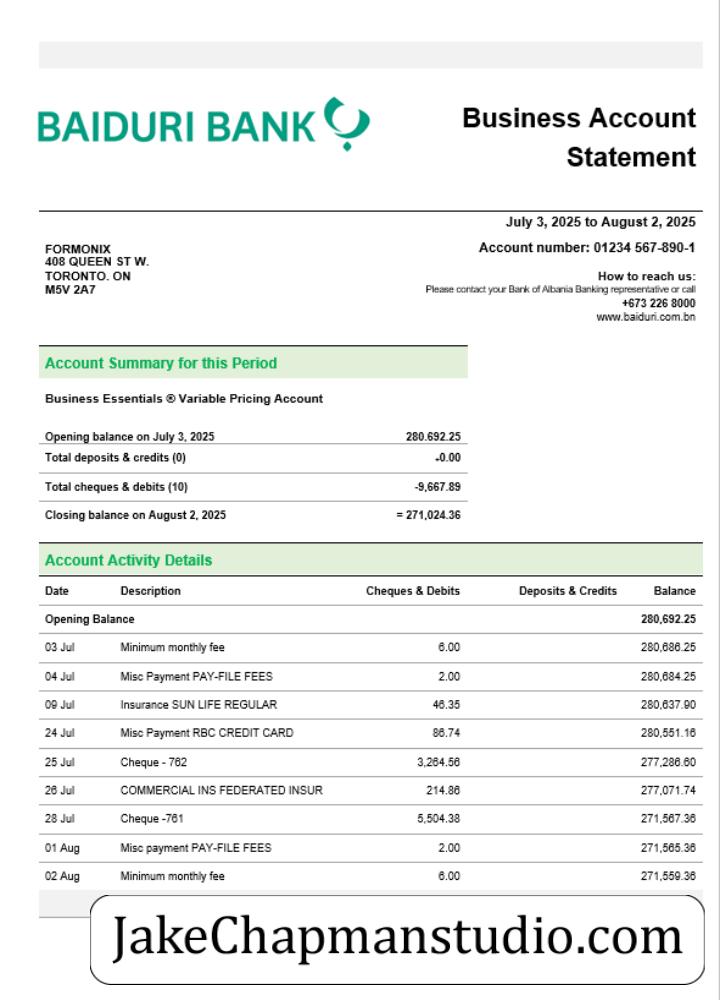 BAIDURI BANK
Business Account
Statement
July 3, 2025 to August 2, 2025
Account number: 01234 567-890-1
FORMONIX
408 QUEEN ST W.
TORONTO. ON
M5V 2A7
How to reach us:
Please contact your Bank of Albania Banking representative or call
+673 226 8000
www.baiduri.com.bn
Account Summary for this Period
Business Essentials ® Variable Pricing Account
Opening balance on July 3, 2025 280.692.25
Total deposits & credits (0) -0.00
Total cheques & debits (10) -9,667.89
Closing balance on August 2, 2025 = 271,024.36
Account Activity Details
Date Description Cheques & Debits Deposits & Credits Balance
Opening Balance 280,692.25
03 Jul Minimum monthly fee 6.00 280,686.25
04 Jul Misc Payment PAY-FILE FEES 2.00 280,684.25
09 Jul Insurance SUN LIFE REGULAR 46.35 280,637.90
24 Jul Misc Payment RBC CREDIT CARD 86.74 280,551.16
25 Jul Cheque - 762 3,264.56 277,286.60
26 Jul COMMERCIAL INS FEDERATED INSUR 214.86 277,071.74
28 Jul Cheque -761 5,504.38 271,567.36
01 Aug Misc payment PAY-FILE FEES 2.00 271,565.36
02 Aug Minimum monthly fee 6.00 271,559.36
JakeChapmanstudio.com